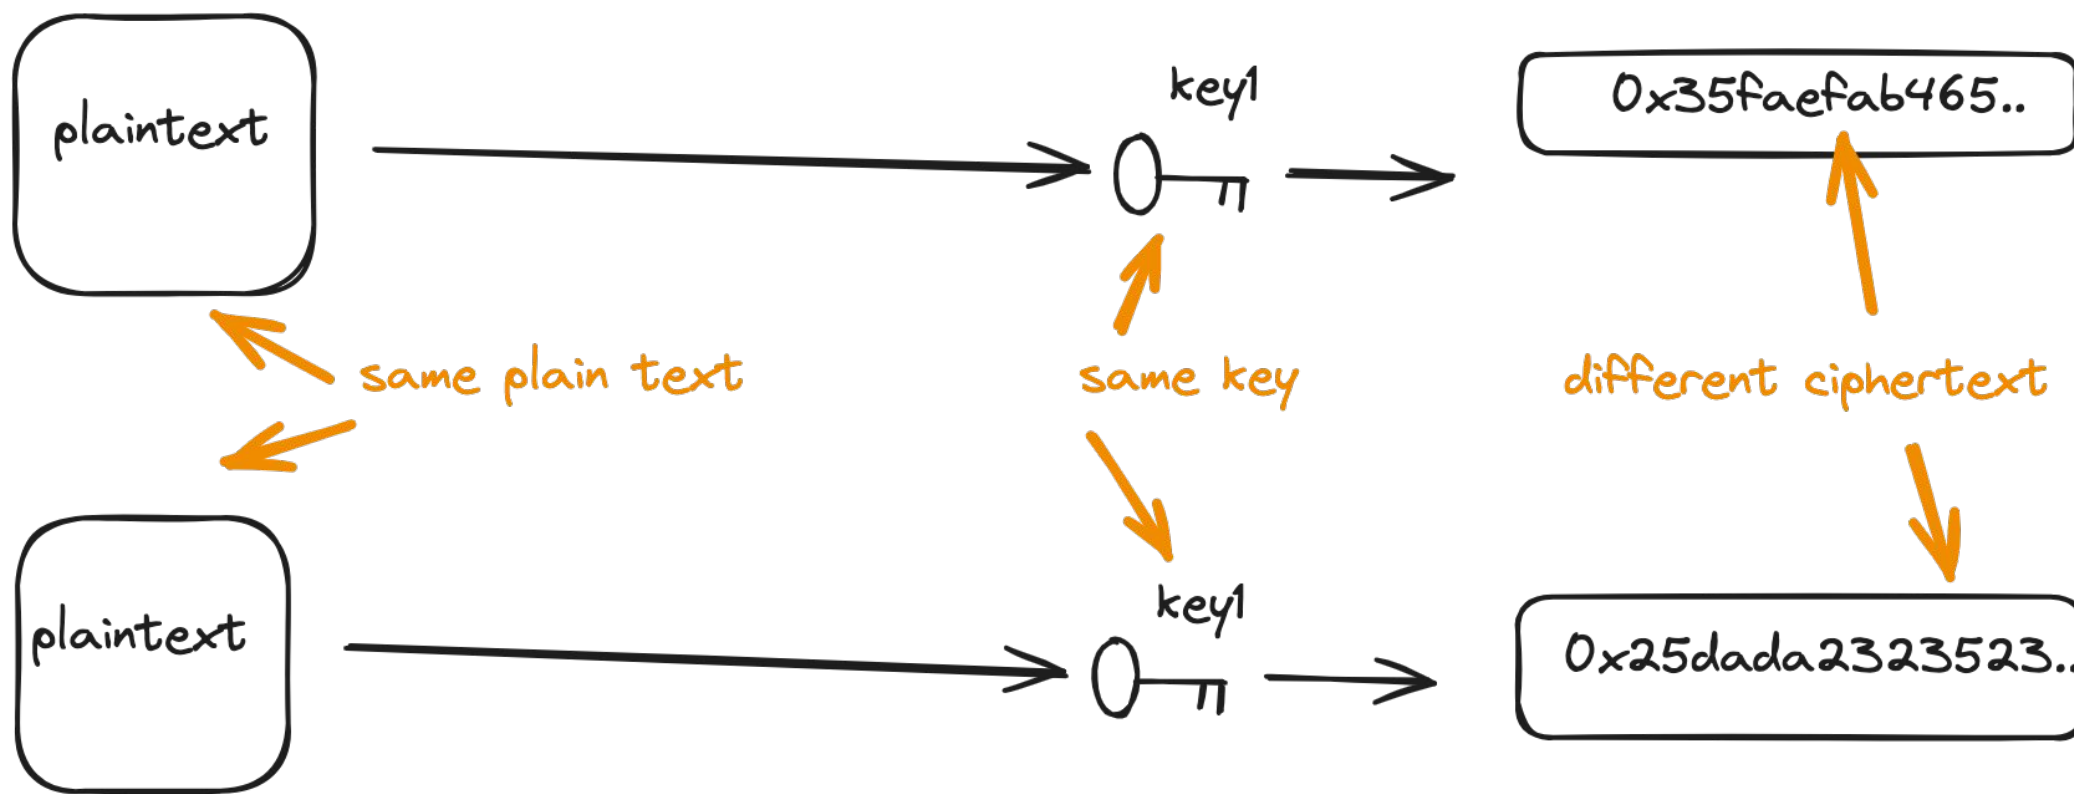 plaintext
key1
0x35faefab465..
same plain text
same key
different ciphertext
plaintext
key1
0x25dada2323523..